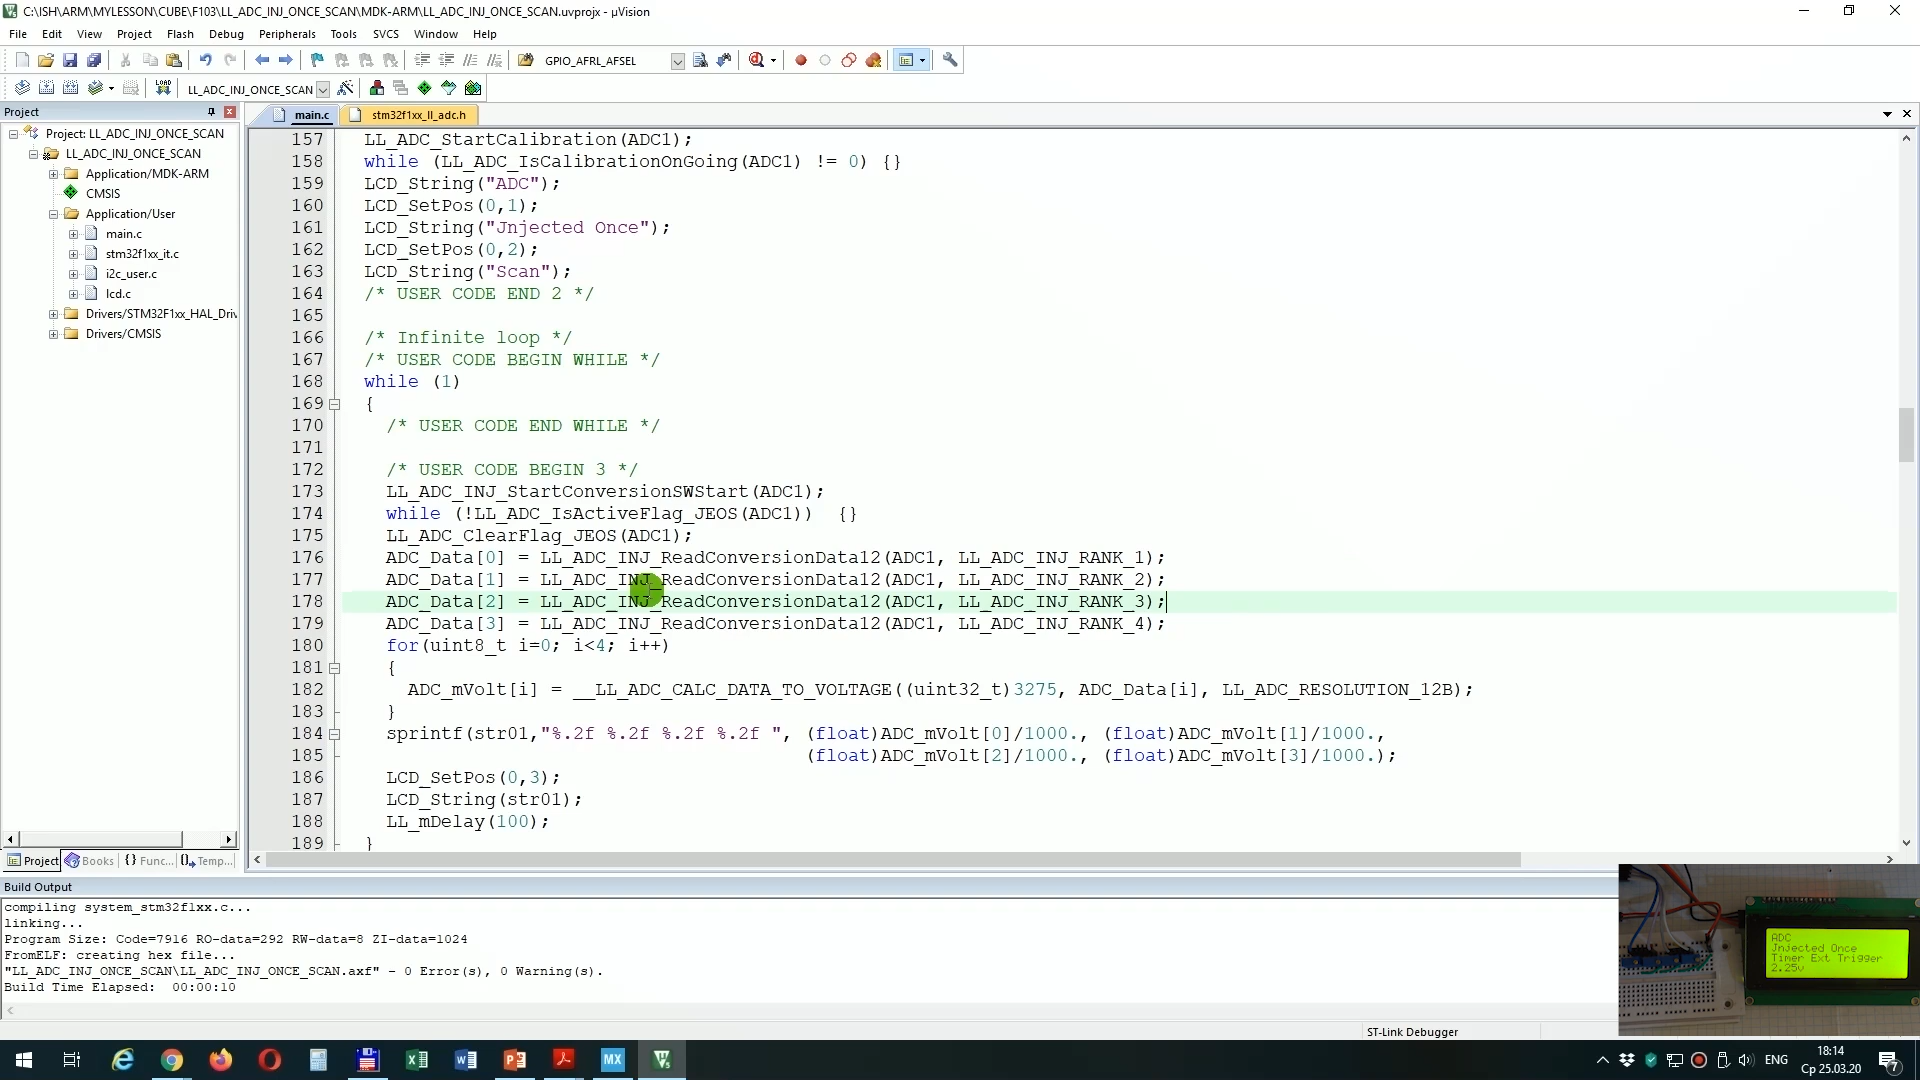 C:\ISH\ARM\MYLESSON\CUBE\F103\LL_ADC_INJ_ONCE_SCAN\MDK-ARM\LL_ADC_INJ_ONCE_SCAN.uvprojx - µVision
File Edit View Project Flash Debug Peripherals Tools SVCS Window Help
GPIO_AFRL_AFSEL
LOAD LL_ADC_INJ_ONCE_SCAN
Project
main.c stm32f1xx_ll_adc.h
Project: LL_ADC_INJ_ONCE_SCAN
LL_ADC_INJ_ONCE_SCAN
Application/MDK-ARM
CMSIS
Application/User
main.c
stm32f1xx_it.c
i2c_user.c
lcd.c
Drivers/STM32F1xx_HAL_Driv
Drivers/CMSIS
Project Books {} Func... Temp...
157 LL_ADC_StartCalibration(ADC1);
158 while (LL_ADC_IsCalibrationOnGoing(ADC1) != 0) {}
159 LCD_String("ADC");
160 LCD_SetPos(0,1);
161 LCD_String("Jnjected Once");
162 LCD_SetPos(0,2);
163 LCD_String("Scan");
164 /* USER CODE END 2 */
165
166 /* Infinite loop */
167 /* USER CODE BEGIN WHILE */
168 while (1)
169 {
170 /* USER CODE END WHILE */
171
172 /* USER CODE BEGIN 3 */
173 LL_ADC_INJ_StartConversionSWStart(ADC1);
174 while (!LL_ADC_IsActiveFlag_JEOS(ADC1)) {}
175 LL_ADC_ClearFlag_JEOS(ADC1);
176 ADC_Data[0] = LL_ADC_INJ_ReadConversionData12(ADC1, LL_ADC_INJ_RANK_1);
177 ADC_Data[1] = LL_ADC_INJ_ReadConversionData12(ADC1, LL_ADC_INJ_RANK_2);
178 ADC_Data[2] = LL_ADC_INJ_ReadConversionData12(ADC1, LL_ADC_INJ_RANK_3);
179 ADC_Data[3] = LL_ADC_INJ_ReadConversionData12(ADC1, LL_ADC_INJ_RANK_4);
180 for(uint8_t i=0; i<4; i++)
181 {
182 ADC_mVolt[i] = __LL_ADC_CALC_DATA_TO_VOLTAGE((uint32_t)3275, ADC_Data[i], LL_ADC_RESOLUTION_12B);
183 }
184 sprintf(str01,"%.2f %.2f %.2f %.2f ", (float)ADC_mVolt[0]/1000., (float)ADC_mVolt[1]/1000.,
185 (float)ADC_mVolt[2]/1000., (float)ADC_mVolt[3]/1000.);
186 LCD_SetPos(0,3);
187 LCD_String(str01);
188 LL_mDelay(100);
189 }
Build Output
compiling system_stm32f1xx.c...
linking...
Program Size: Code=7916 RO-data=292 RW-data=8 ZI-data=1024
FromELF: creating hex file...
"LL_ADC_INJ_ONCE_SCAN\LL_ADC_INJ_ONCE_SCAN.axf" - 0 Error(s), 0 Warning(s).
Build Time Elapsed: 00:00:10
ADC
Jnjected Once
Timer Ext Trigger
2.25v
ST-Link Debugger
MX
ENG
18:14
Ср 25.03.20
7